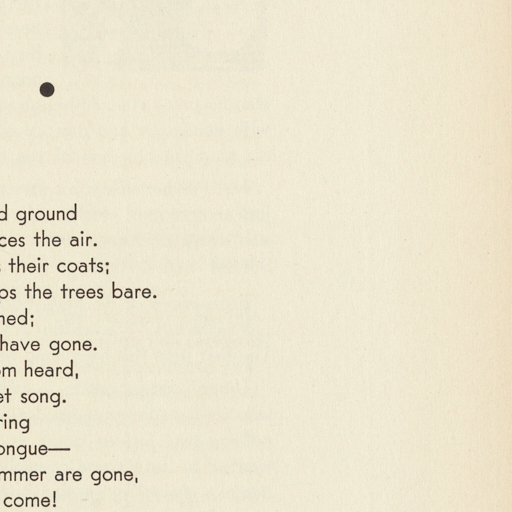 d ground
ces the air.
their coats;
ps the trees bare.
ned;
have gone.
om heard,
et song.
ring
ongue—
mmer are gone,
come!